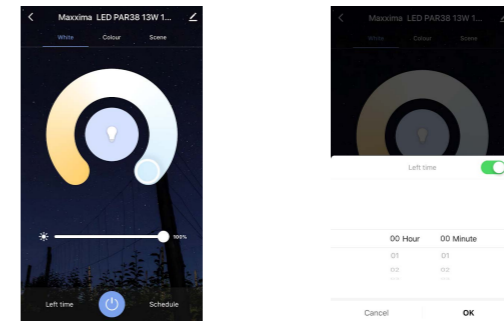 Maxxima LED PAR38 13W 1...
White Colour Scene
100%
Left time Schedule
Maxxima LED PAR38 13W 1...
White Colour Scene
Left time
00 Hour 00 Minute
01 01
02 02
Cancel OK